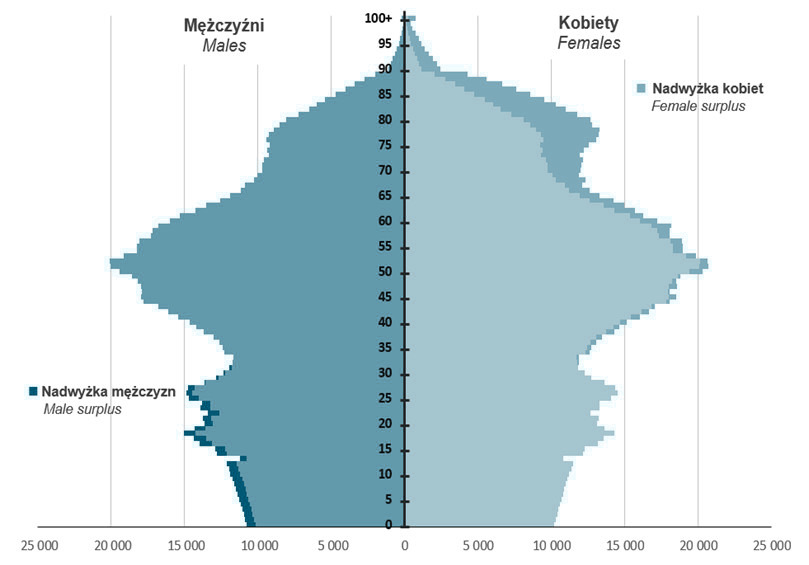 Mężczyźni
Males
Kobiety
Females
100+
95
90
85
80
75
70
65
60
55
50
45
40
35
30
25
20
15
10
5
0
Nadwyżka kobiet
Female surplus
Nadwyżka mężczyzn
Male surplus
25 000 20 000 15 000 10 000 5 000 0 5 000 10 000 15 000 20 000 25 000